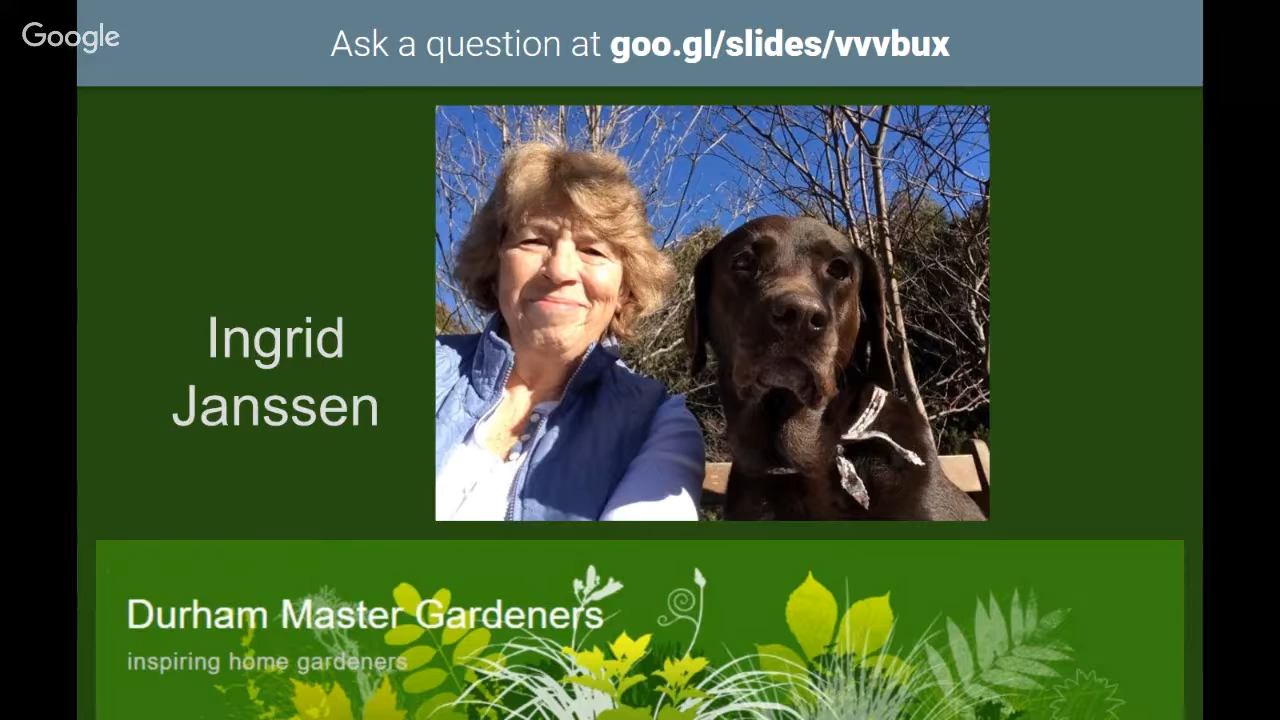 Google
Ask a question at goo.gl/slides/vvvbux
Ingrid
Janssen
Durham Master Gardeners
inspiring home gardeners